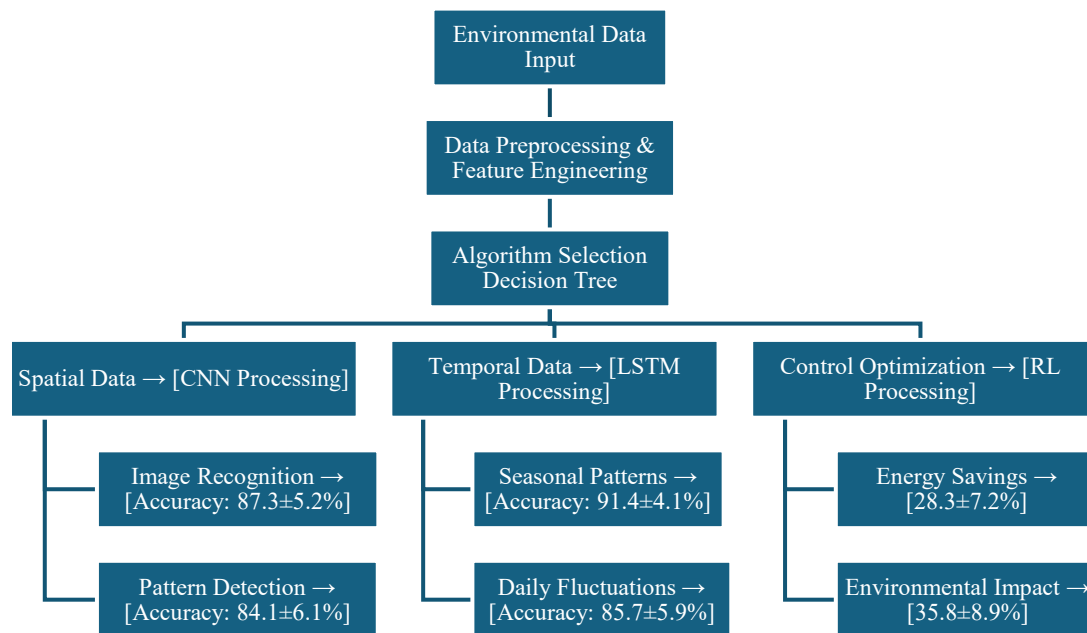 Environmental Data
Input
Data Preprocessing &
Feature Engineering
Algorithm Selection
Decision Tree
Spatial Data → [CNN Processing]
Image Recognition →
[Accuracy: 87.3±5.2%]
Pattern Detection →
[Accuracy: 84.1±6.1%]
Temporal Data → [LSTM
Processing]
Seasonal Patterns →
[Accuracy: 91.4±4.1%]
Daily Fluctuations →
[Accuracy: 85.7±5.9%]
Control Optimization → [RL
Processing]
Energy Savings →
[28.3±7.2%]
Environmental Impact →
[35.8±8.9%]